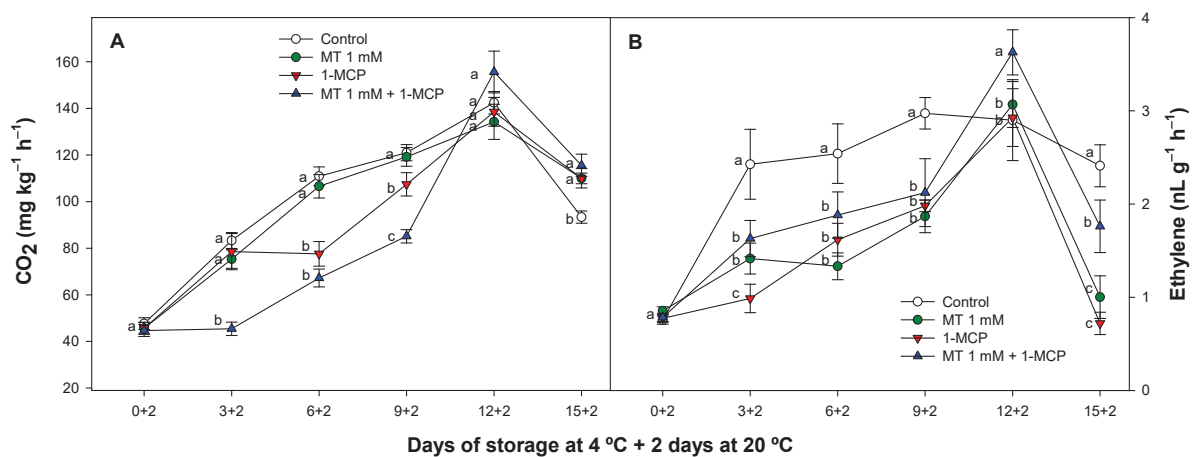 A
Control
MT 1 mM
1-MCP
MT 1 mM + 1-MCP
CO2 (mg kg−1 h−1)
160
140
120
100
80
60
40
20
a
a
a
b
a
a
b
b
a
b
c
a
a
a
a
a
a
b
0+2
3+2
6+2
9+2
12+2
15+2
B
Control
MT 1 mM
1-MCP
MT 1 mM + 1-MCP
Ethylene (nL g−1 h−1)
4
3
2
1
0
a
a
b
b
c
a
b
b
b
a
b
b
b
a
b
b
a
b
c
c
0+2
3+2
6+2
9+2
12+2
15+2
Days of storage at 4 ºC + 2 days at 20 ºC